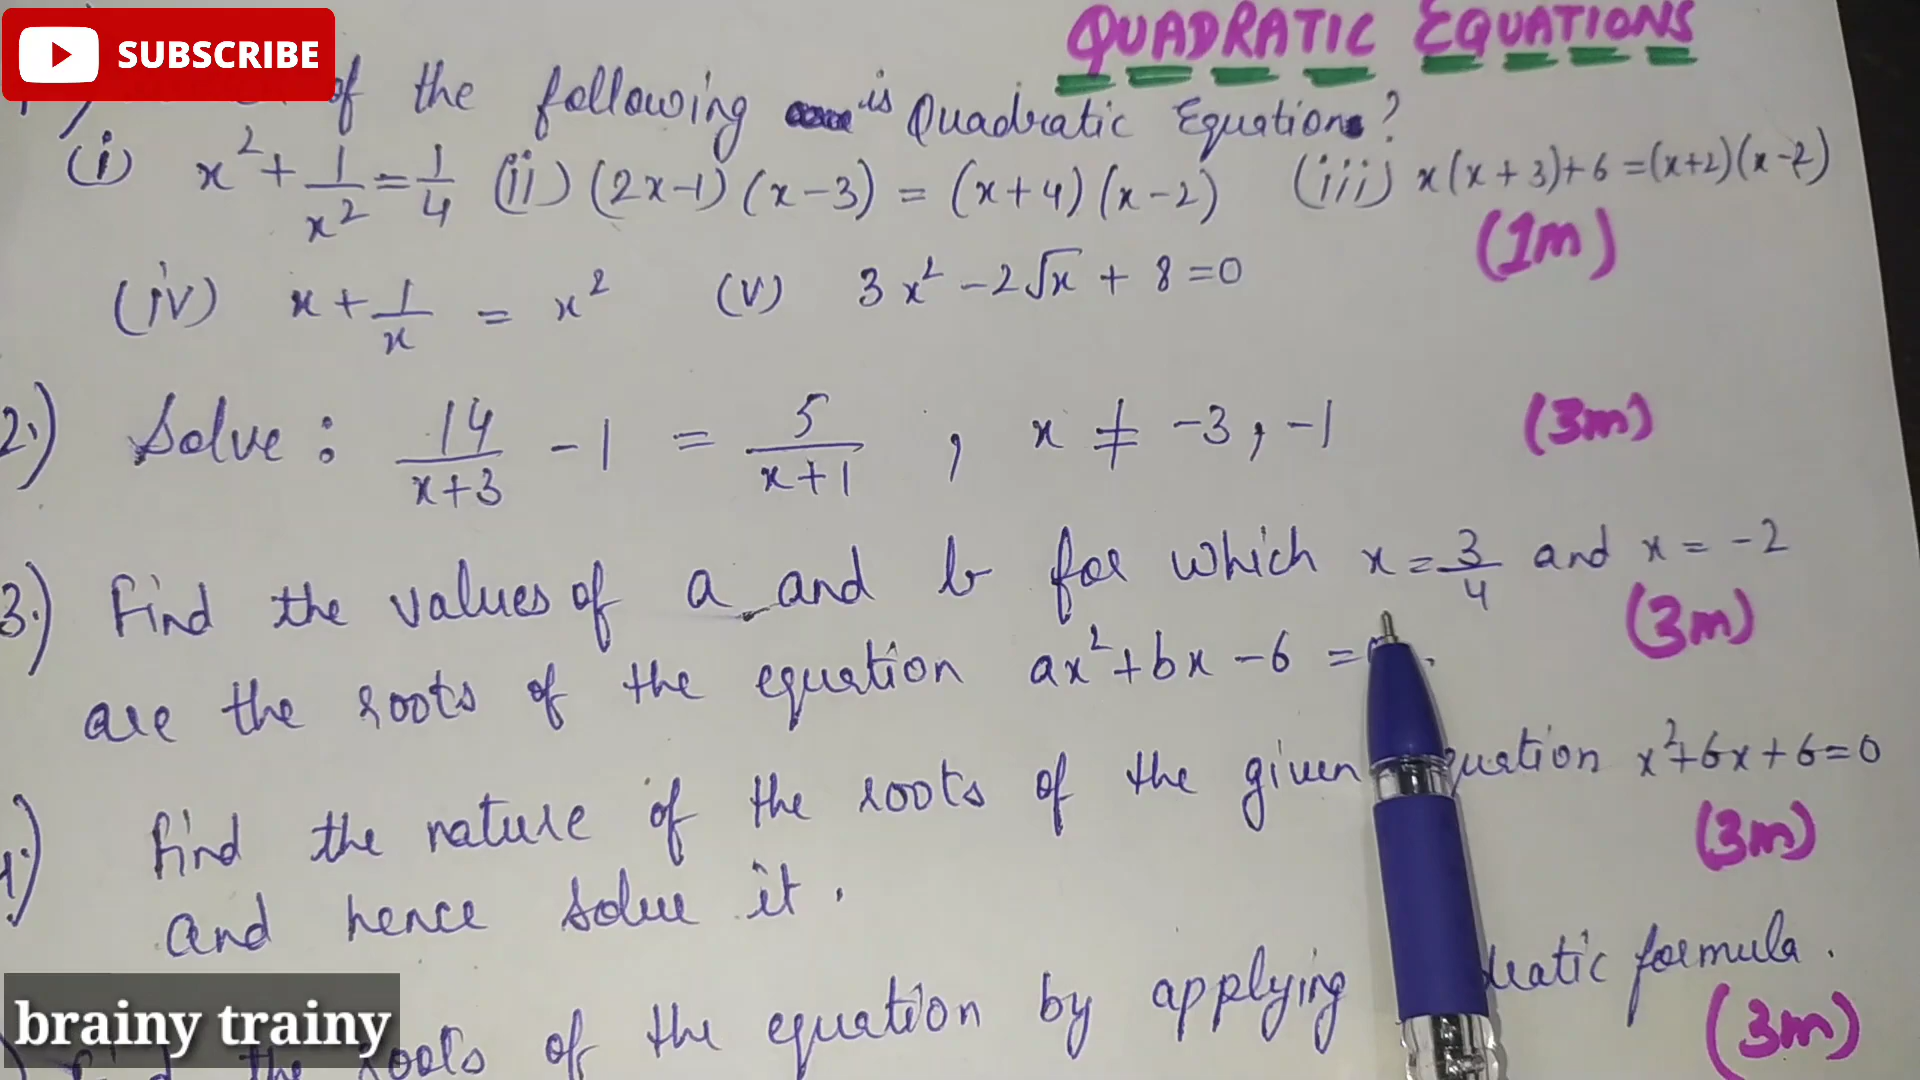 SUBSCRIBE
QUADRATIC EQUATIONS
of the following is Quadratic Equation?
(i) x² + 1/x² = 1/4 (ii) (2x-1)(x-3) = (x+4)(x-2) (iii) x(x+3)+6 = (x+2)(x-2)
(1m)
(iv) x + 1/x = x² (v) 3x² - 2√x + 8 = 0
2.) Solve : 14/(x+3) - 1 = 5/(x+1) , x ≠ -3, -1 (3m)
3.) Find the values of a and b for which x = 3/4 and x = -2
(3m)
are the roots of the equation ax² + bx - 6 =
find the nature of the roots of the given x²+6x+6=0
(3m)
and hence solve it.
the roots of the equation by applying formula.
(3m)
brainy trainy